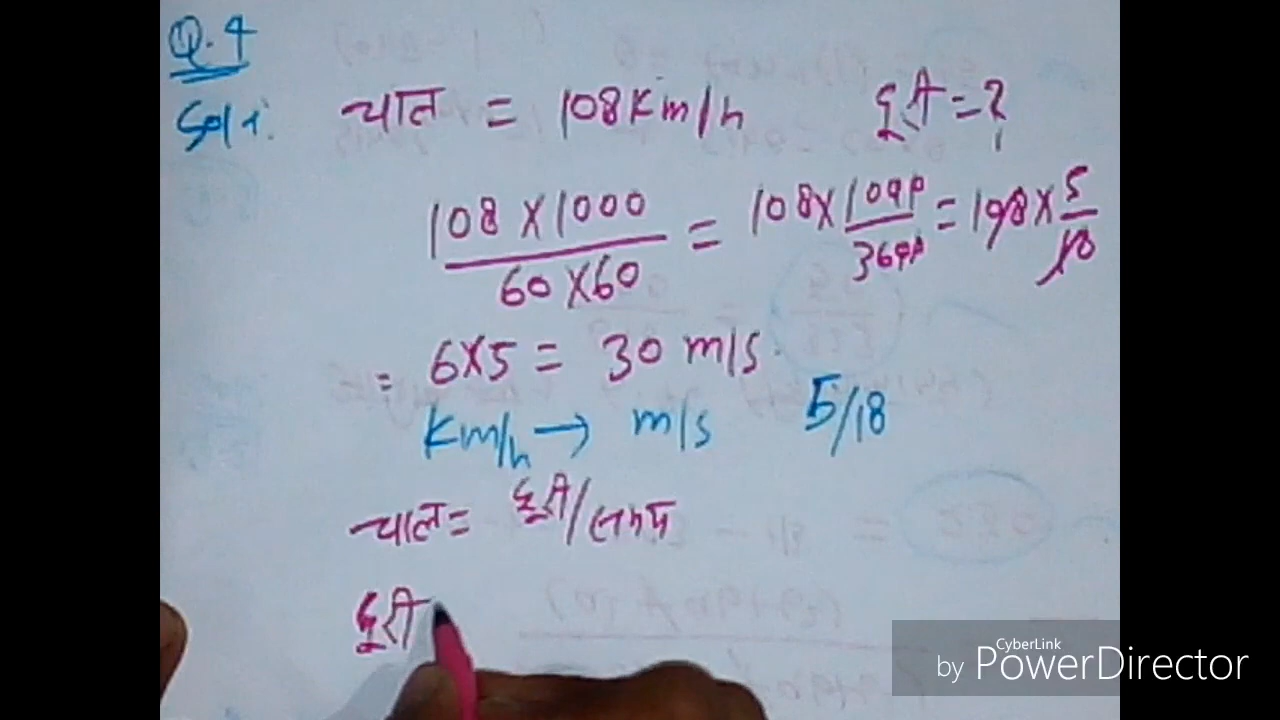 Q.4
Sol: चाल = 108 Km/h दूरी = ?
108 X 1000 / 60 X 60 = 108 X 1000 / 3600 = 108 X 5 / 18
= 6X5 = 30 m/s.
Km/h → m/s 5/18
चाल = दूरी/समय
दूरी
CyberLink
by PowerDirector